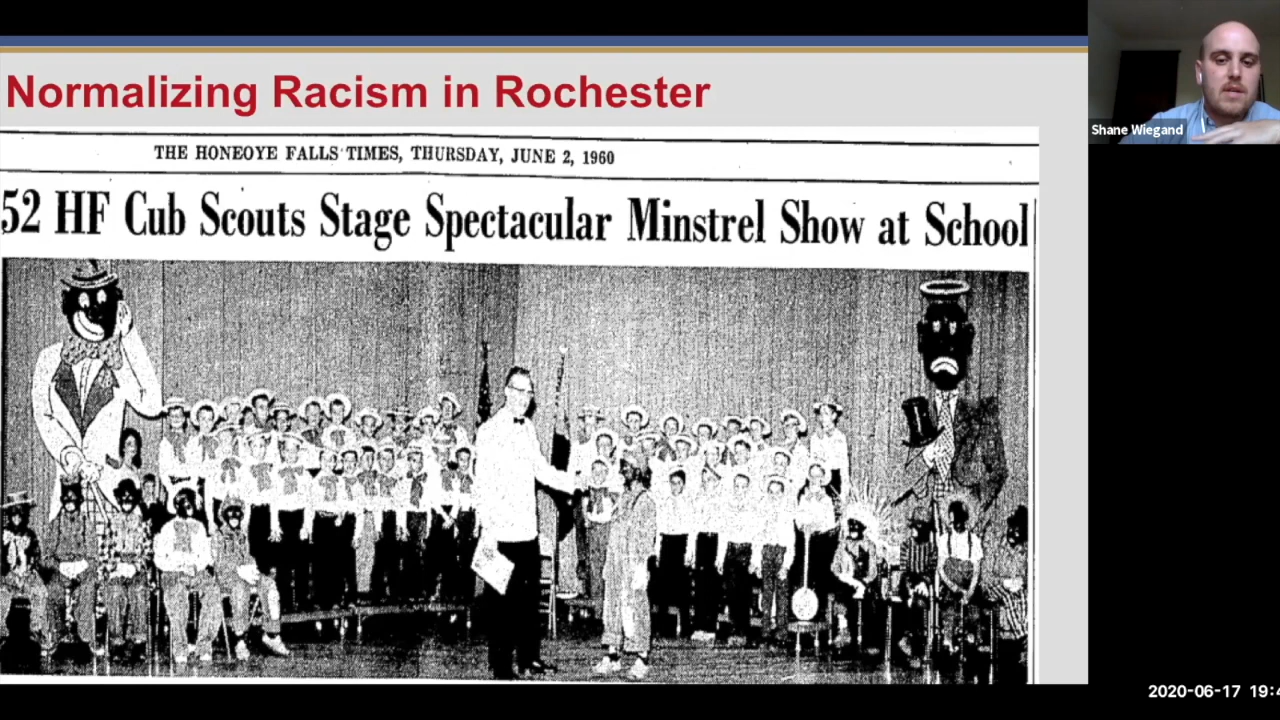 Normalizing Racism in Rochester
THE HONEOYE FALLS TIMES, THURSDAY, JUNE 2, 1960
52 HF Cub Scouts Stage Spectacular Minstrel Show at School
Shane Wiegand
2020-06-17 19:4